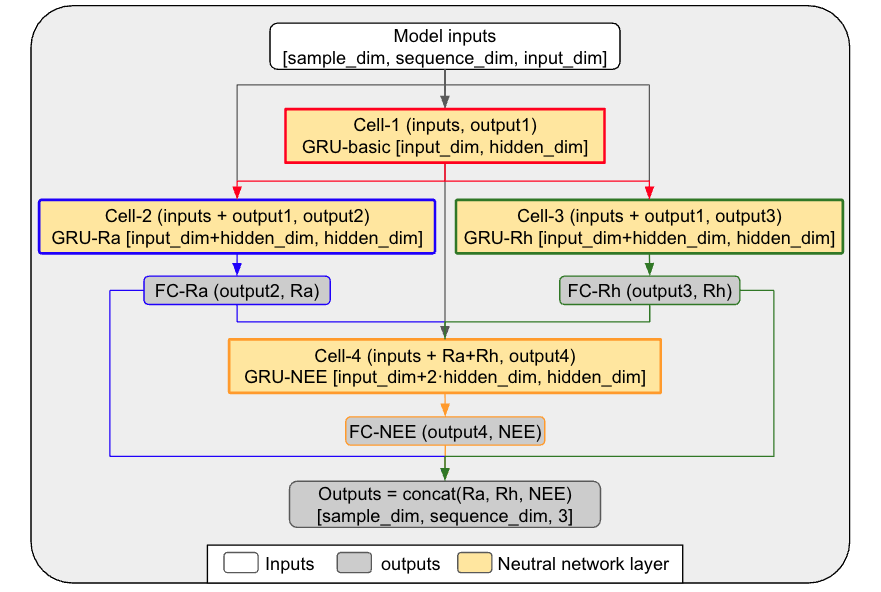 Model inputs
[sample_dim, sequence_dim, input_dim]
Cell-1 (inputs, output1)
GRU-basic [input_dim, hidden_dim]
Cell-2 (inputs + output1, output2)
GRU-Ra [input_dim+hidden_dim, hidden_dim]
Cell-3 (inputs + output1, output3)
GRU-Rh [input_dim+hidden_dim, hidden_dim]
FC-Ra (output2, Ra)
FC-Rh (output3, Rh)
Cell-4 (inputs + Ra+Rh, output4)
GRU-NEE [input_dim+2·hidden_dim, hidden_dim]
FC-NEE (output4, NEE)
Outputs = concat(Ra, Rh, NEE)
[sample_dim, sequence_dim, 3]
Inputs
outputs
Neutral network layer